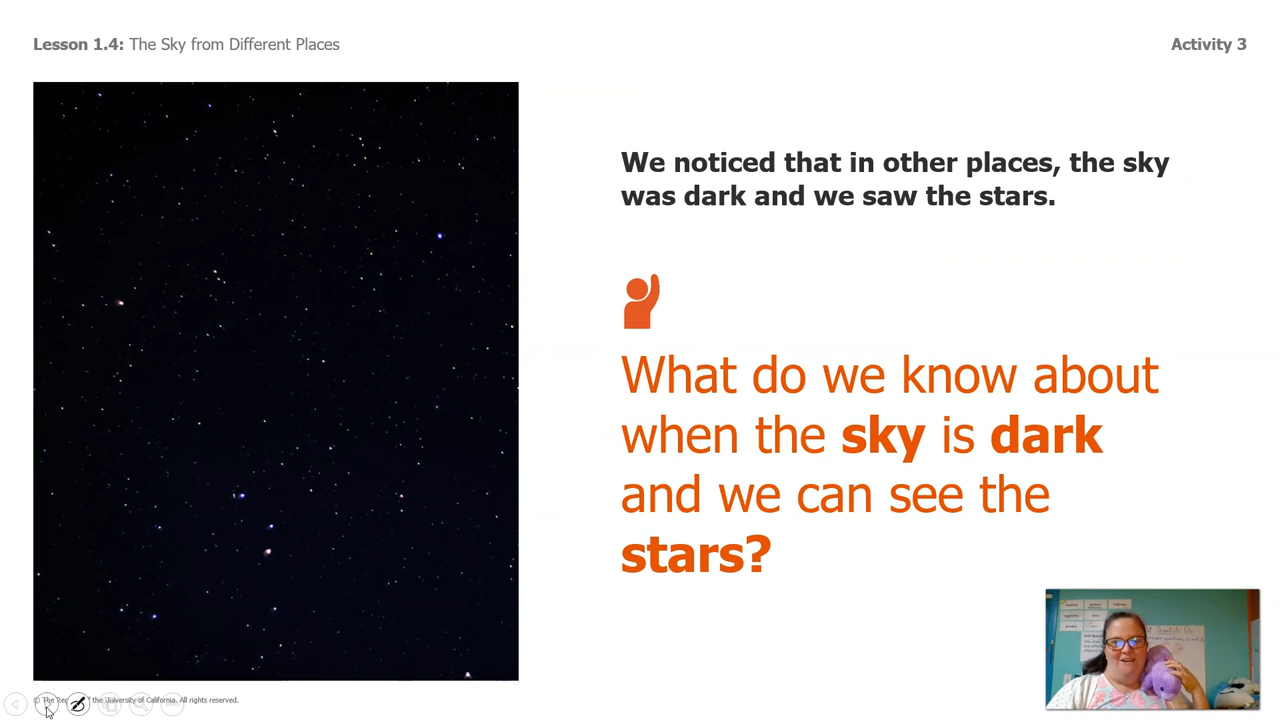 Lesson 1.4: The Sky from Different Places
Activity 3
We noticed that in other places, the sky
was dark and we saw the stars.
What do we know about
when the sky is dark
and we can see the
stars?
© The of the University of California. All rights reserved.